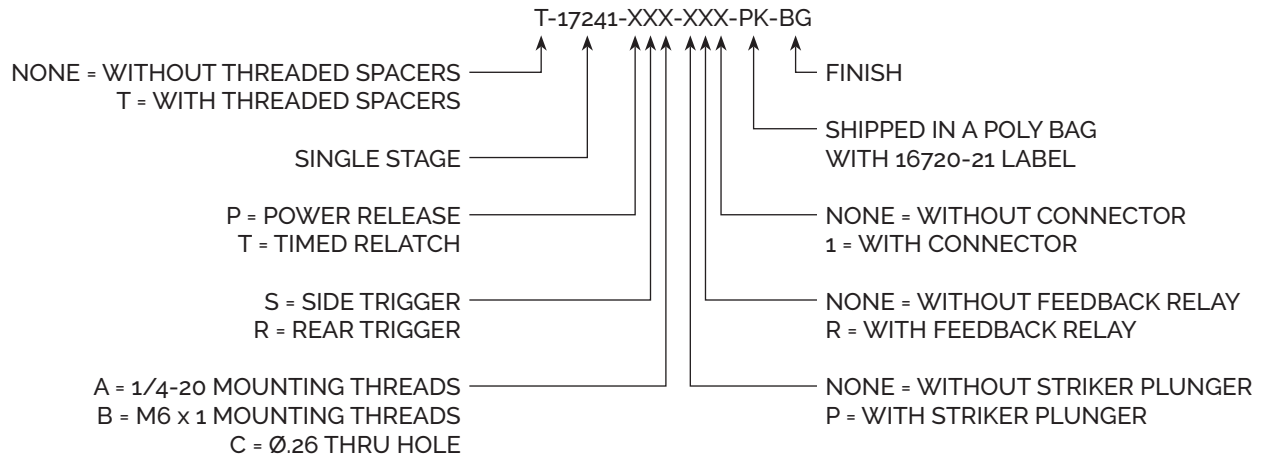 T-17241-XXX-XXX-PK-BG
NONE = WITHOUT THREADED SPACERS
T = WITH THREADED SPACERS
SINGLE STAGE
P = POWER RELEASE
T = TIMED RELATCH
S = SIDE TRIGGER
R = REAR TRIGGER
A = 1/4-20 MOUNTING THREADS
B = M6 x 1 MOUNTING THREADS
C = Ø.26 THRU HOLE
FINISH
SHIPPED IN A POLY BAG
WITH 16720-21 LABEL
NONE = WITHOUT CONNECTOR
1 = WITH CONNECTOR
NONE = WITHOUT FEEDBACK RELAY
R = WITH FEEDBACK RELAY
NONE = WITHOUT STRIKER PLUNGER
P = WITH STRIKER PLUNGER